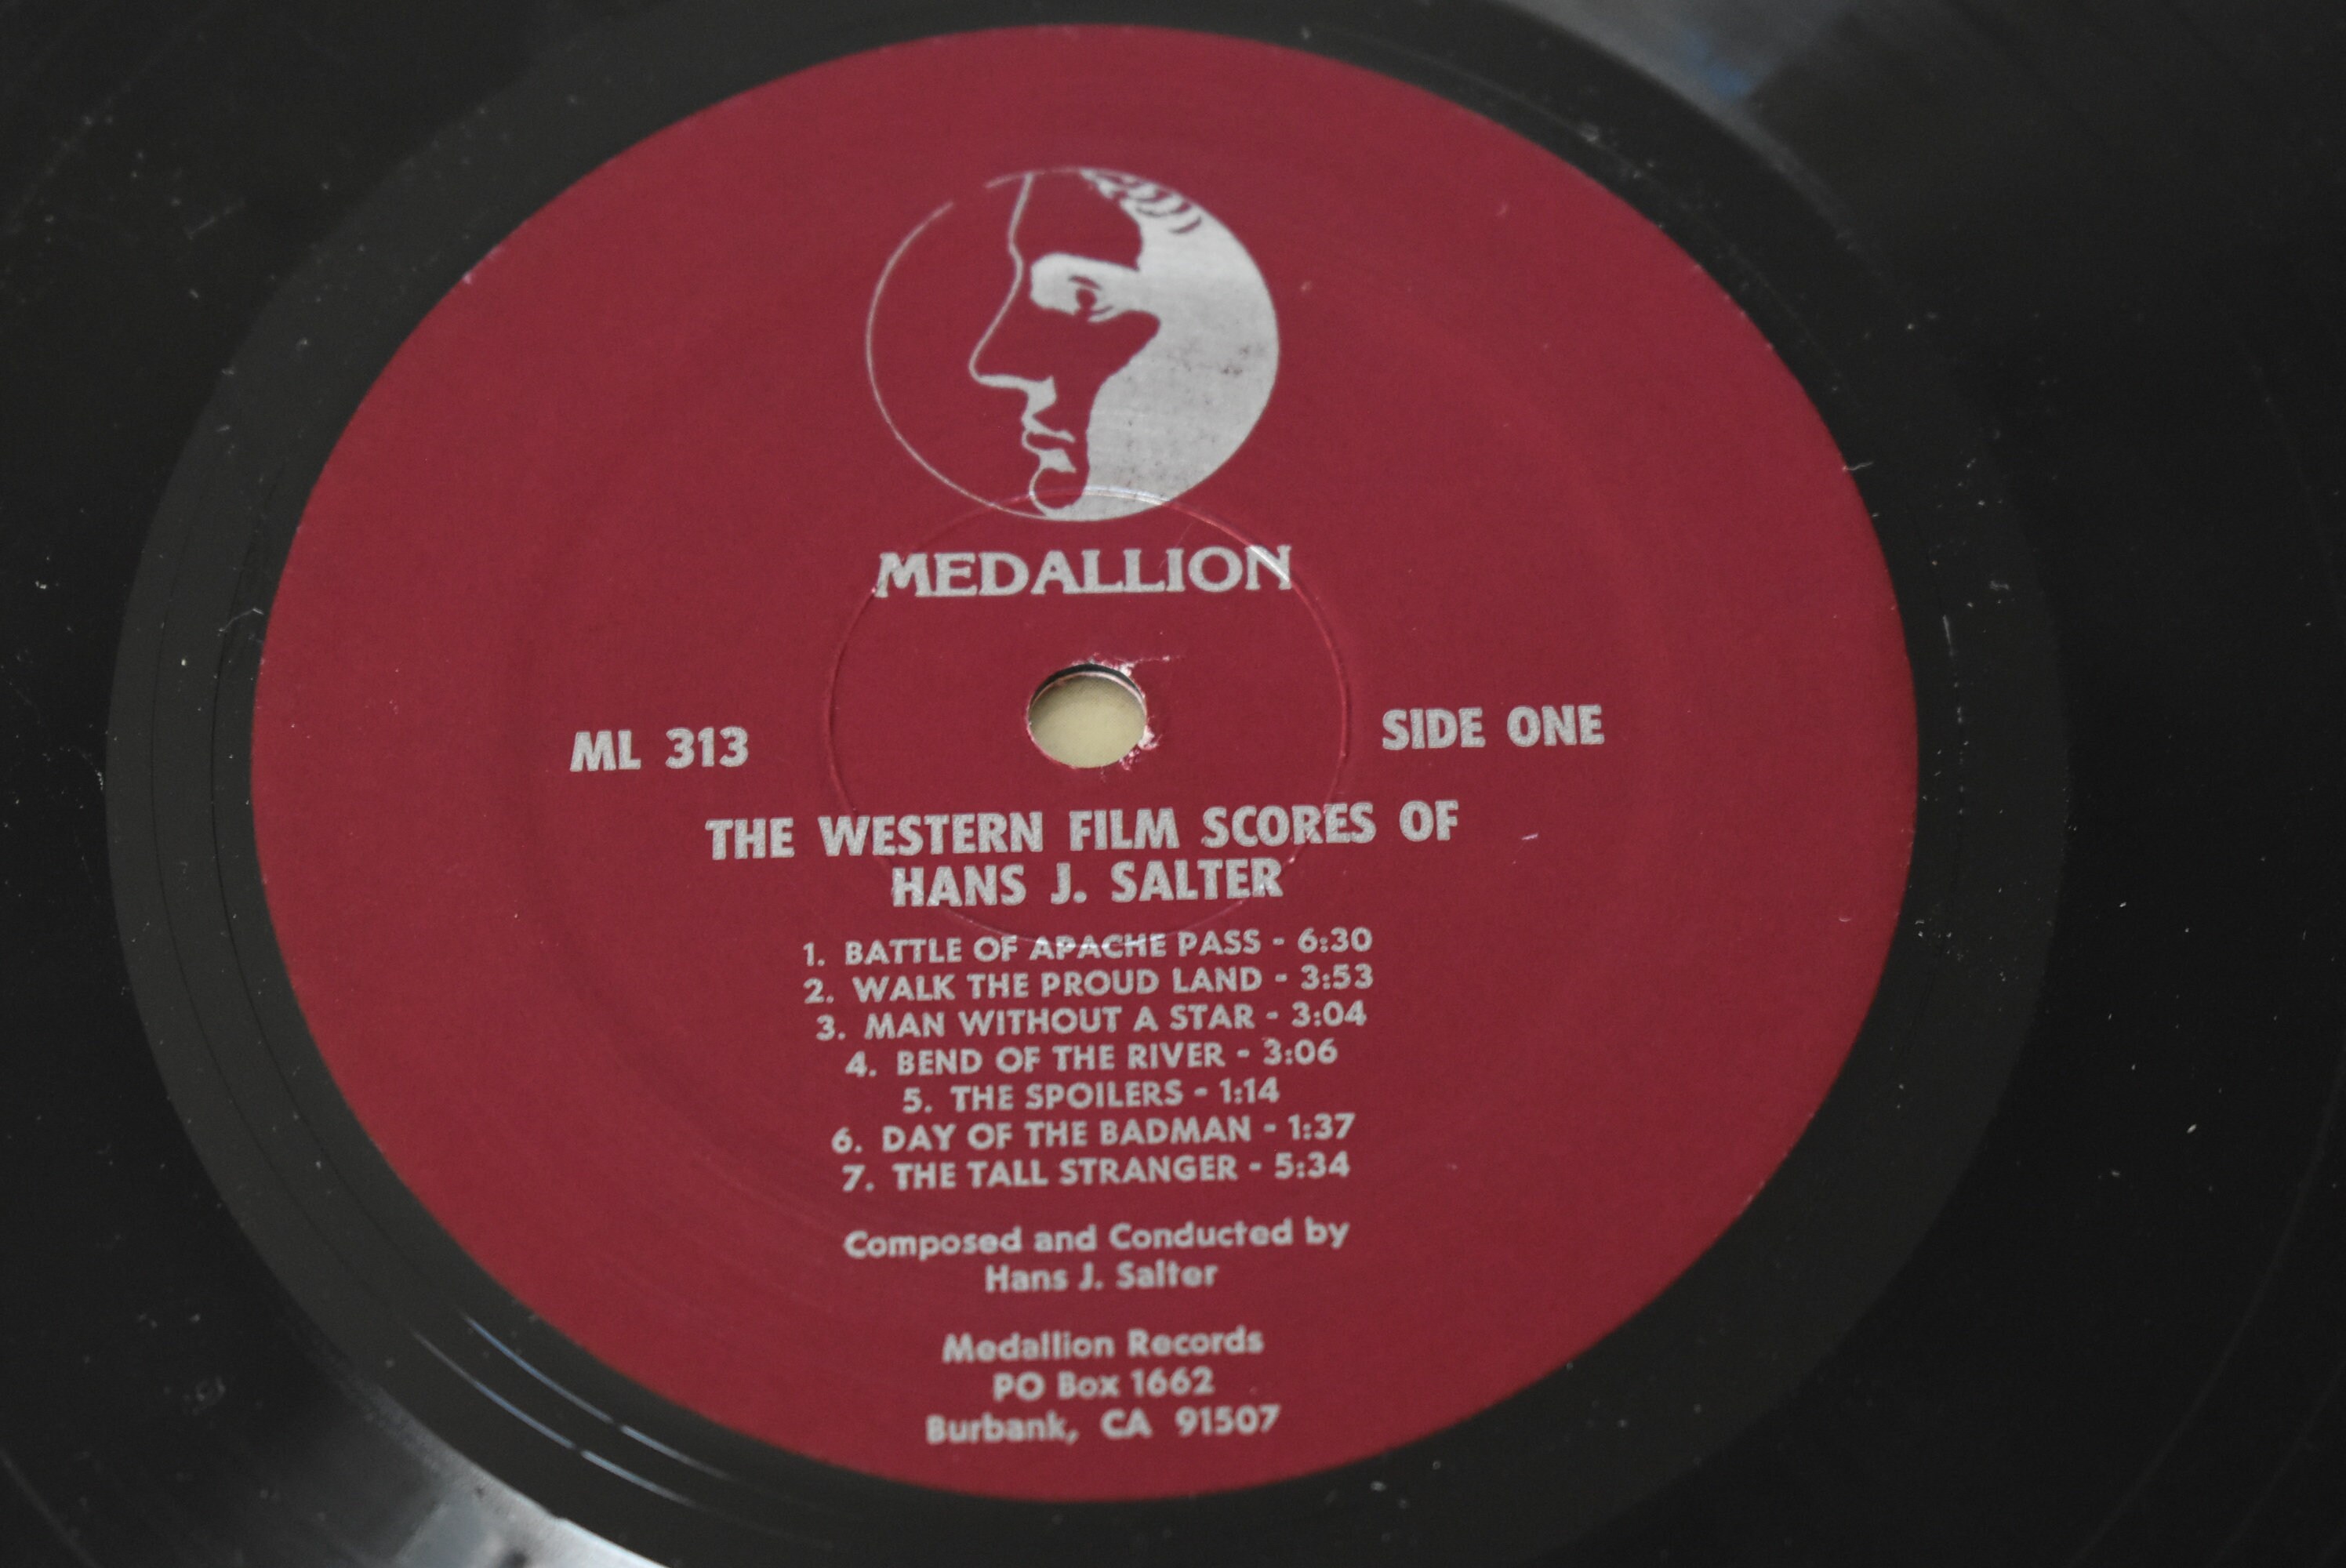 MEDALLION
ML 313
SIDE ONE
THE WESTERN FILM SCORES OF
HANS J. SALTER
1. BATTLE OF APACHE PASS - 6:30
2. WALK THE PROUD LAND - 3:53
3. MAN WITHOUT A STAR - 3:04
4. BEND OF THE RIVER - 3:06
5. THE SPOILERS - 1:14
6. DAY OF THE BADMAN - 1:37
7. THE TALL STRANGER - 5:34
Composed and Conducted by
Hans J. Salter
Medallion Records
PO Box 1662
Burbank, CA 91507